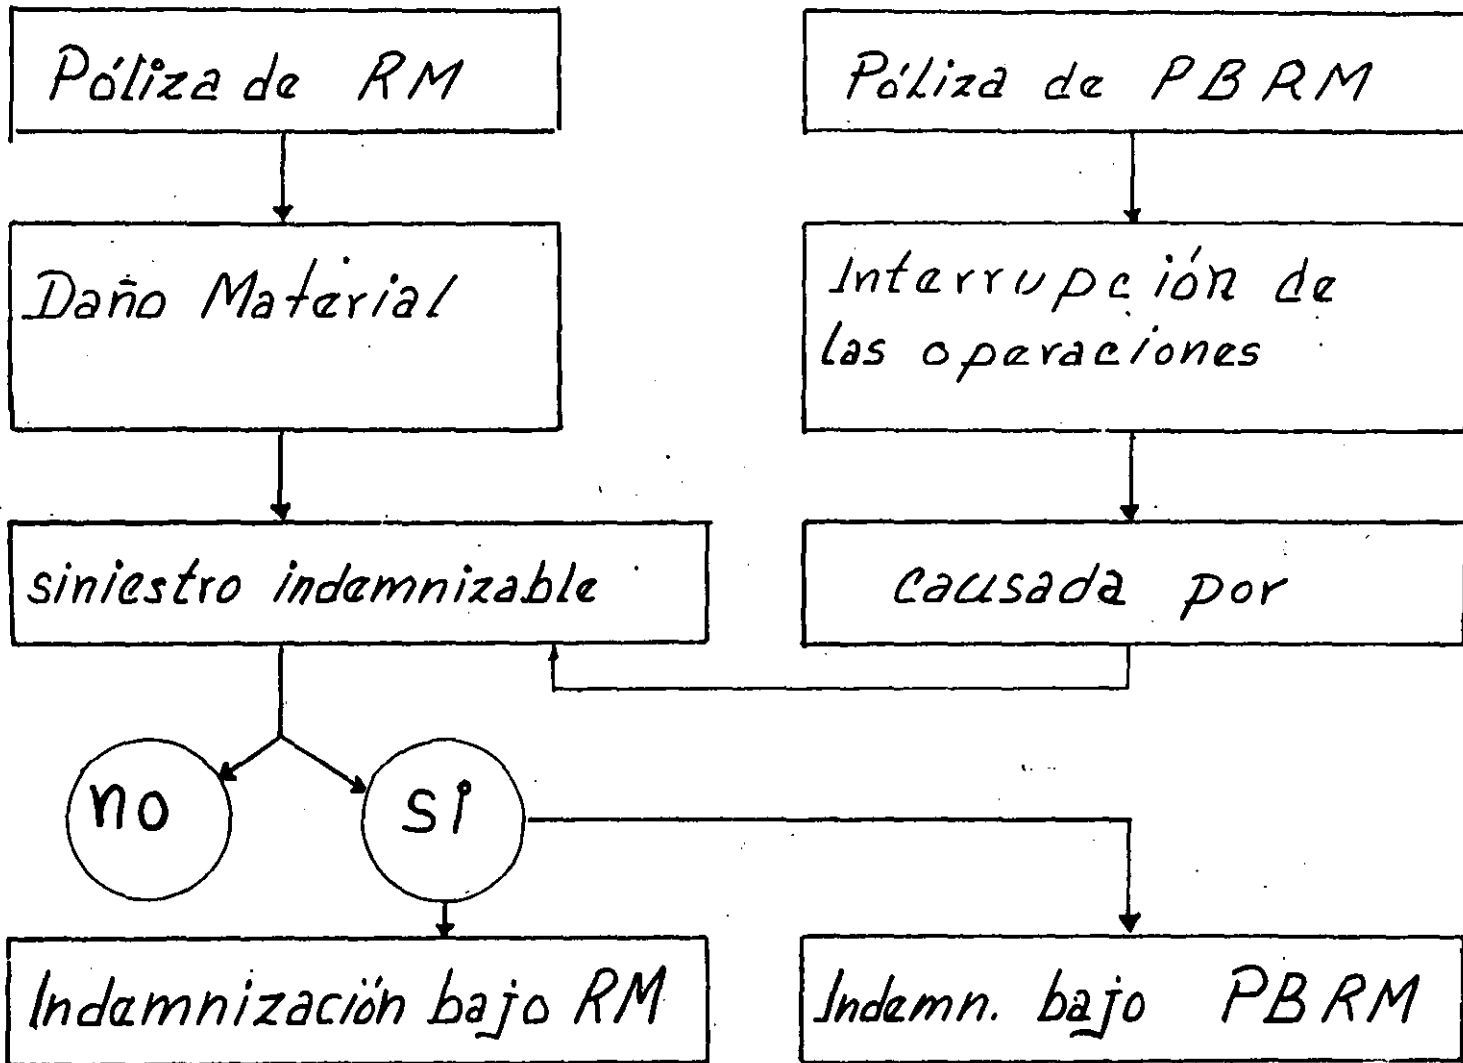 Póliza de RM
Póliza de PBRM
Daño Material
Interrupción de
las operaciones
siniestro indemnizable
causada por
no
si
Indemnización bajo RM
Indemn. bajo PBRM